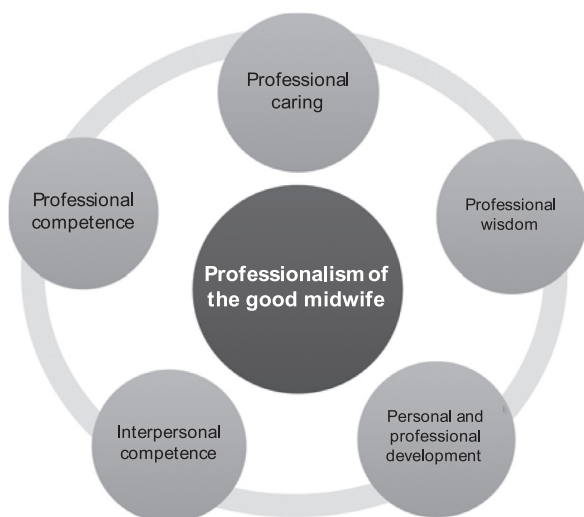 Professional
caring
Professional
competence
Professional
wisdom
Professionalism of
the good midwife
Interpersonal
competence
Personal and
professional
development